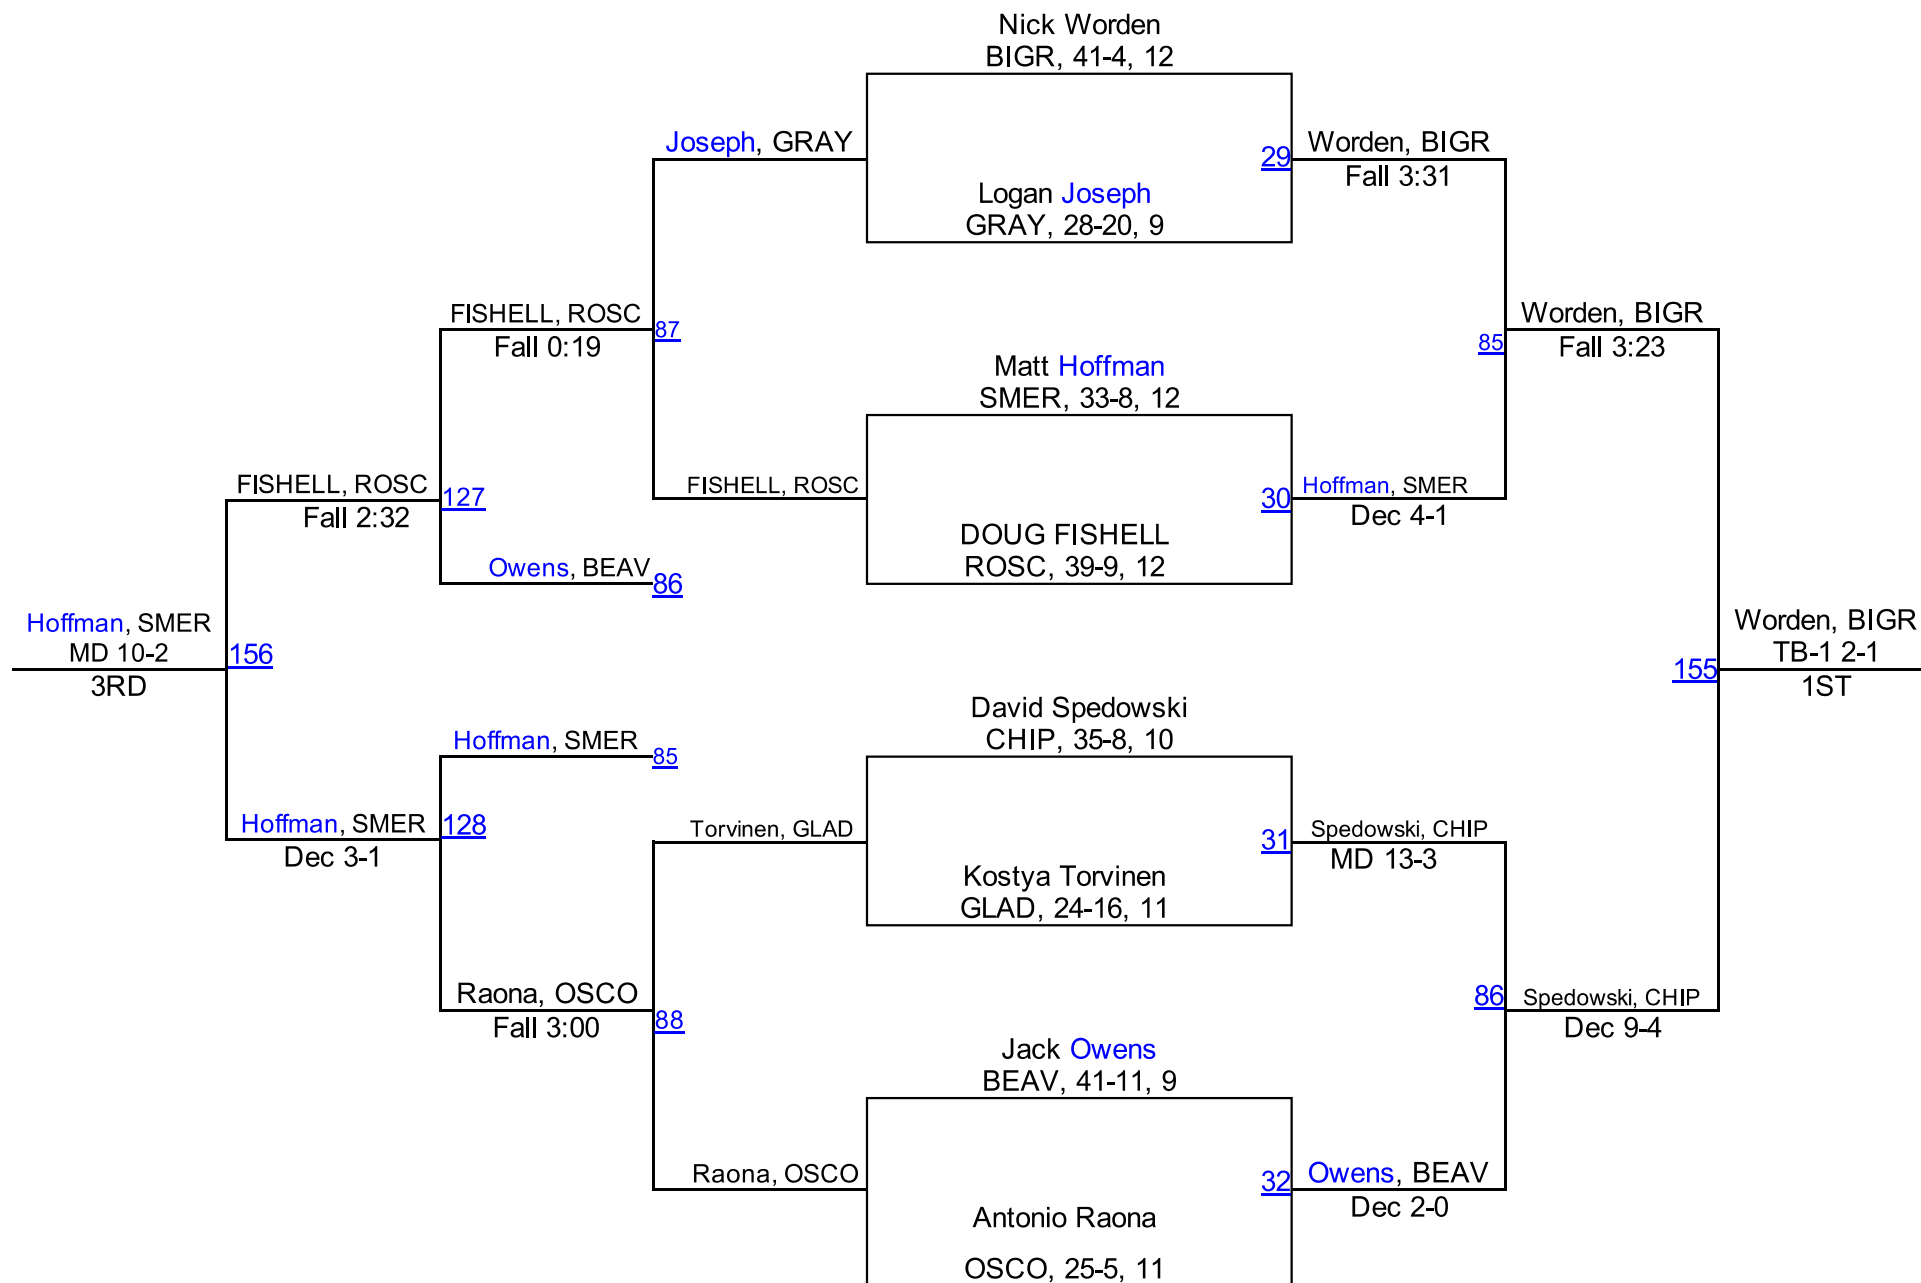 Nick Worden
BIGR, 41-4, 12
Joseph, GRAY
29
Worden, BIGR
Fall 3:31
Logan Joseph
GRAY, 28-20, 9
FISHELL, ROSC
Fall 0:19
87
Matt Hoffman
SMER, 33-8, 12
85
Worden, BIGR
Fall 3:23
FISHELL, ROSC
Fall 2:32
127
FISHELL, ROSC
30
Hoffman, SMER
Dec 4-1
DOUG FISHELL
ROSC, 39-9, 12
Owens, BEAV
86
Hoffman, SMER
MD 10-2
3RD
156
155
Worden, BIGR
TB-1 2-1
1ST
David Spedowski
CHIP, 35-8, 10
Hoffman, SMER
85
Hoffman, SMER
Dec 3-1
128
Torvinen, GLAD
31
Spedowski, CHIP
MD 13-3
Kostya Torvinen
GLAD, 24-16, 11
Raona, OSCO
Fall 3:00
88
86
Spedowski, CHIP
Dec 9-4
Jack Owens
BEAV, 41-11, 9
Raona, OSCO
32
Owens, BEAV
Dec 2-0
Antonio Raona
OSCO, 25-5, 11